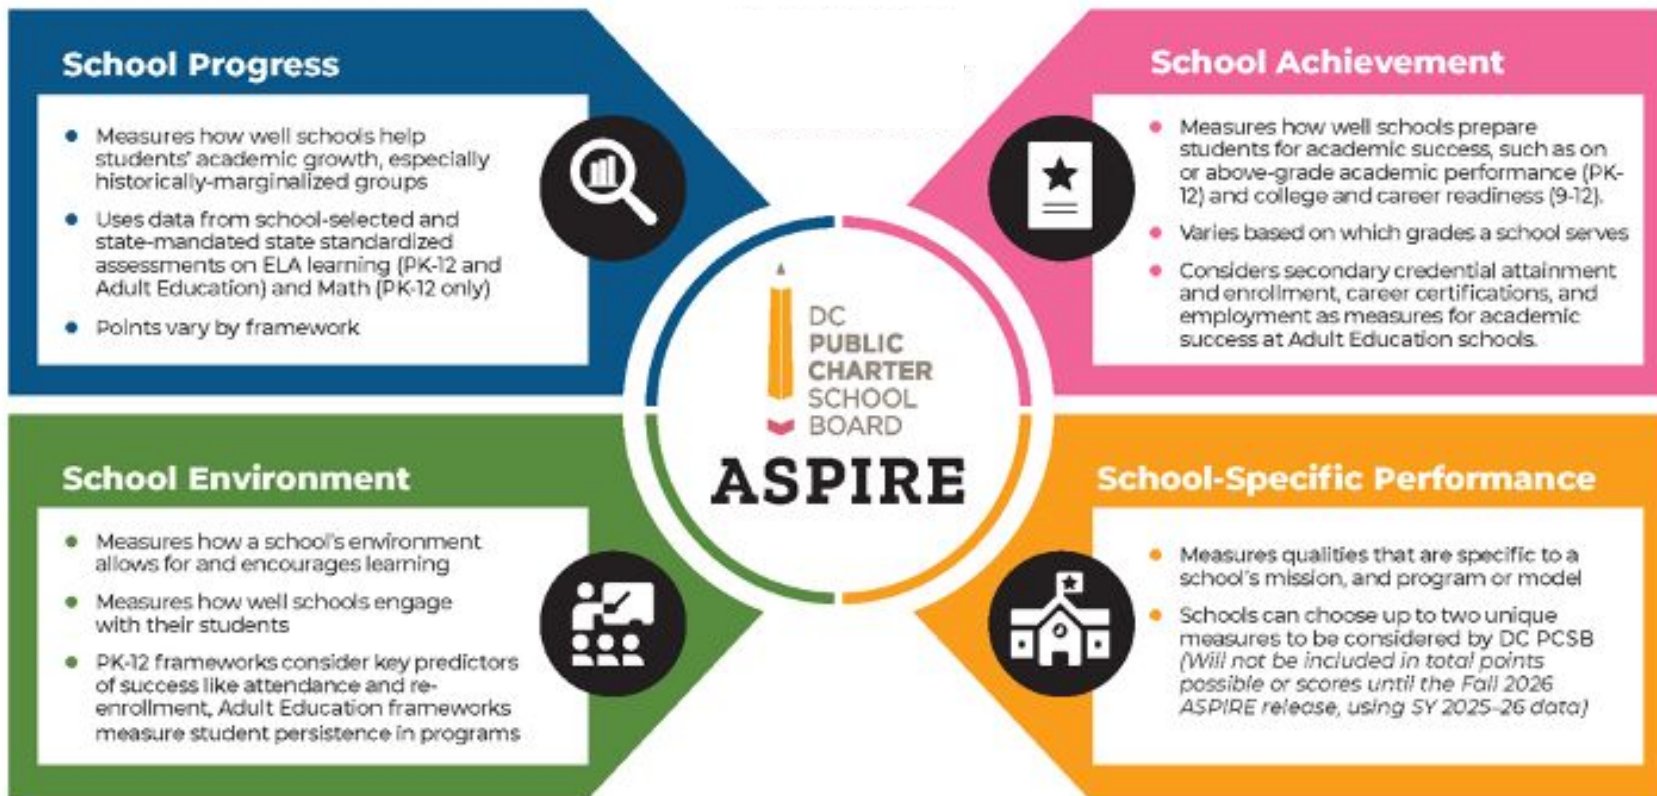 School Progress
• Measures how well schools help
students' academic growth, especially
historically-marginalized groups
• Uses data from school-selected and
state-mandated state standardized
assessments on ELA learning (PK-12 and
Adult Education) and Math (PK-12 only)
• Points vary by framework
School Achievement
• Measures how well schools prepare
students for academic success, such as on
or above-grade academic performance (PK-
12) and college and career readiness (9-12).
• Varies based on which grades a school serves
• Considers secondary credential attainment
and enrollment, career certifications, and
employment as measures for academic
success at Adult Education schools.
DC
PUBLIC
CHARTER
SCHOOL
BOARD
ASPIRE
School Environment
• Measures how a school's environment
allows for and encourages learning
• Measures how well schools engage
with their students
• PK-12 frameworks consider key predictors
of success like attendance and re-
enrollment, Adult Education frameworks
measure student persistence in programs
School-Specific Performance
• Measures qualities that are specific to a
school's mission, and program or model
• Schools can choose up to two unique
measures to be considered by DC PCSB
(Will not be included in total points
possible or scores until the Fall 2026
ASPIRE release, using SY 2025–26 data)